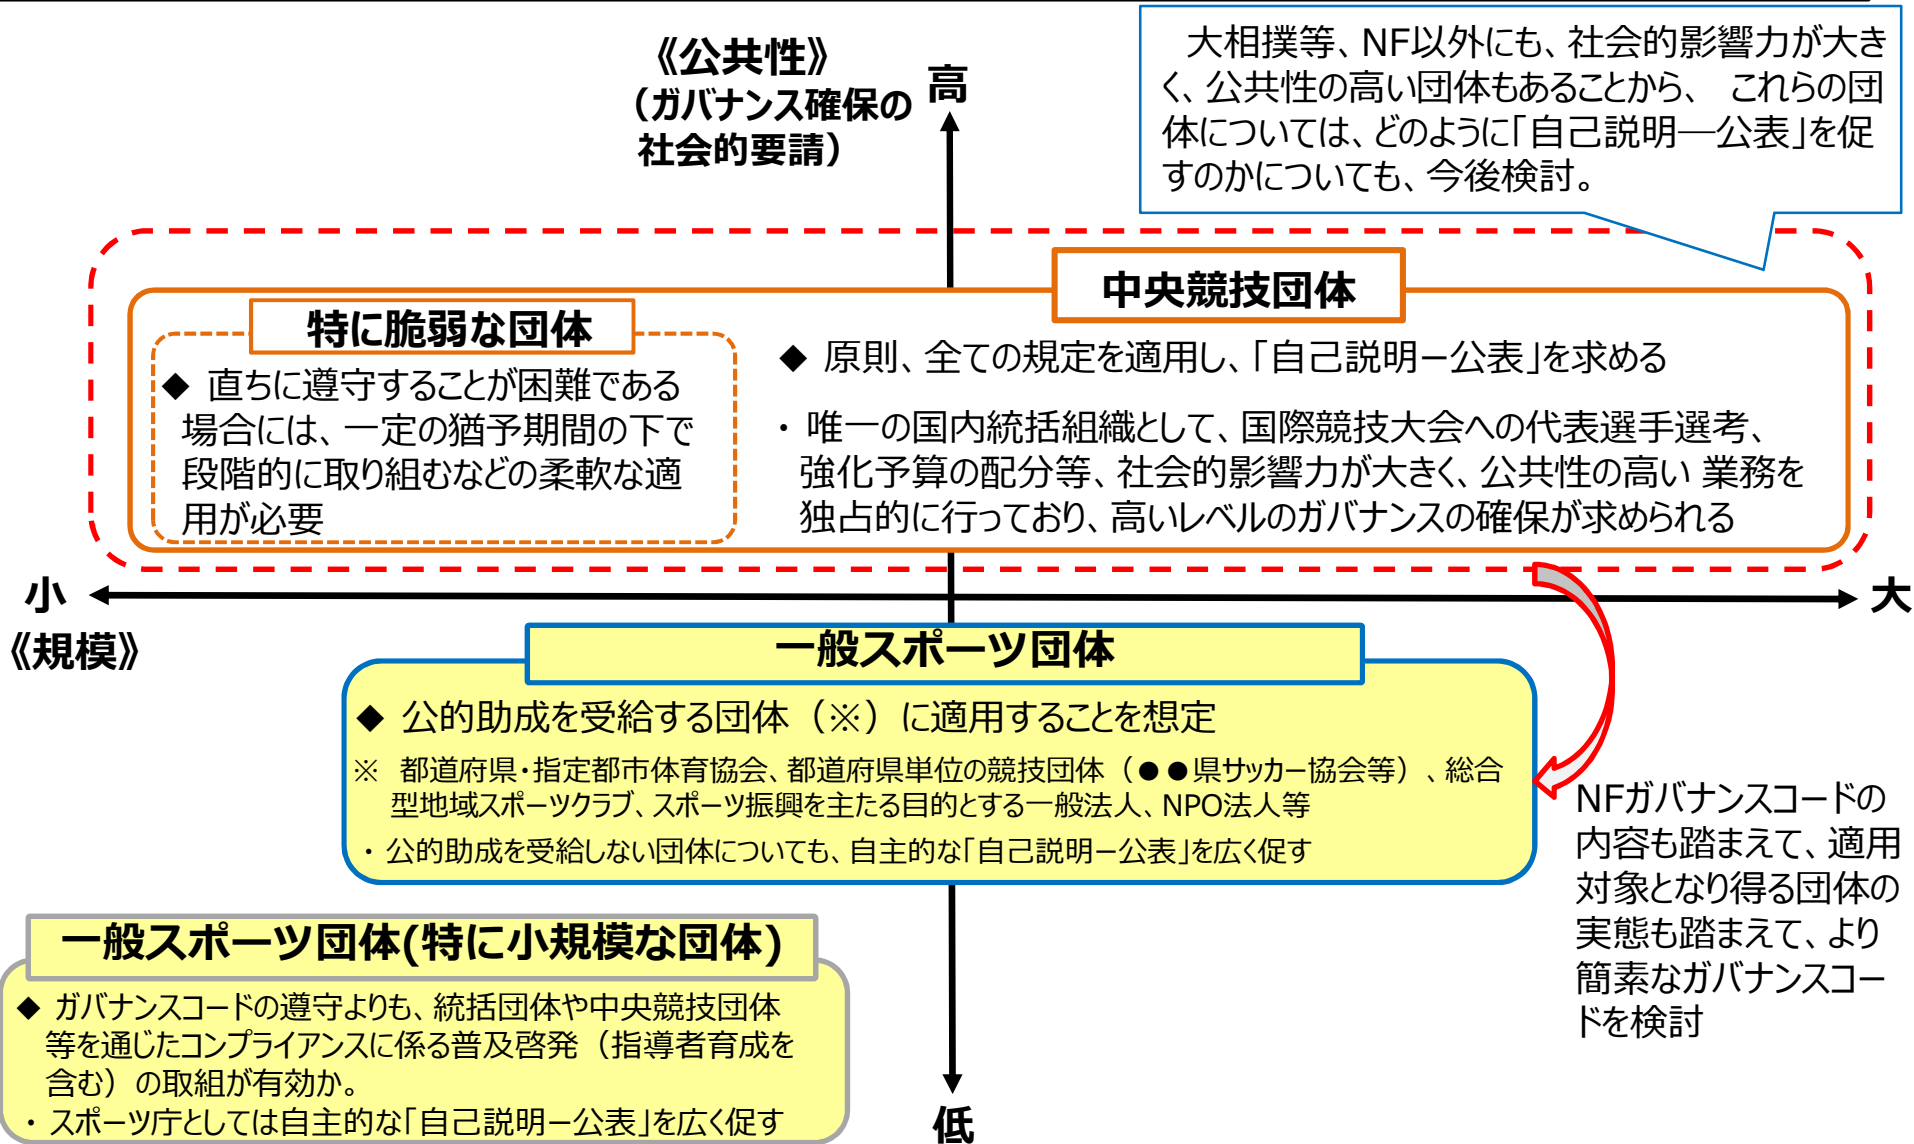 《公共性》
（ガバナンス確保の
社会的要請）
高
大相撲等、NF以外にも、社会的影響力が大き
く、公共性の高い団体もあることから、 これらの団
体については、どのように「自己説明―公表」を促
すのかについても、今後検討。
中央競技団体
特に脆弱な団体
◆ 直ちに遵守することが困難である
場合には、一定の猶予期間の下で
段階的に取り組むなどの柔軟な適
用が必要
◆ 原則、全ての規定を適用し、「自己説明－公表」を求める
・ 唯一の国内統括組織として、国際競技大会への代表選手選考、
強化予算の配分等、社会的影響力が大きく、公共性の高い 業務を
独占的に行っており、高いレベルのガバナンスの確保が求められる
小
大
《規模》
一般スポーツ団体
◆ 公的助成を受給する団体（※）に適用することを想定
※ 都道府県・指定都市体育協会、都道府県単位の競技団体（●●県サッカー協会等）、総合
型地域スポーツクラブ、スポーツ振興を主たる目的とする一般法人、NPO法人等
・ 公的助成を受給しない団体についても、自主的な「自己説明－公表」を広く促す
NFガバナンスコードの
内容も踏まえて、適用
対象となり得る団体の
実態も踏まえて、より
簡素なガバナンスコー
ドを検討
一般スポーツ団体(特に小規模な団体)
◆ ガバナンスコードの遵守よりも、統括団体や中央競技団体
等を通じたコンプライアンスに係る普及啓発（指導者育成を
含む）の取組が有効か。
・ スポーツ庁としては自主的な「自己説明－公表」を広く促す
低